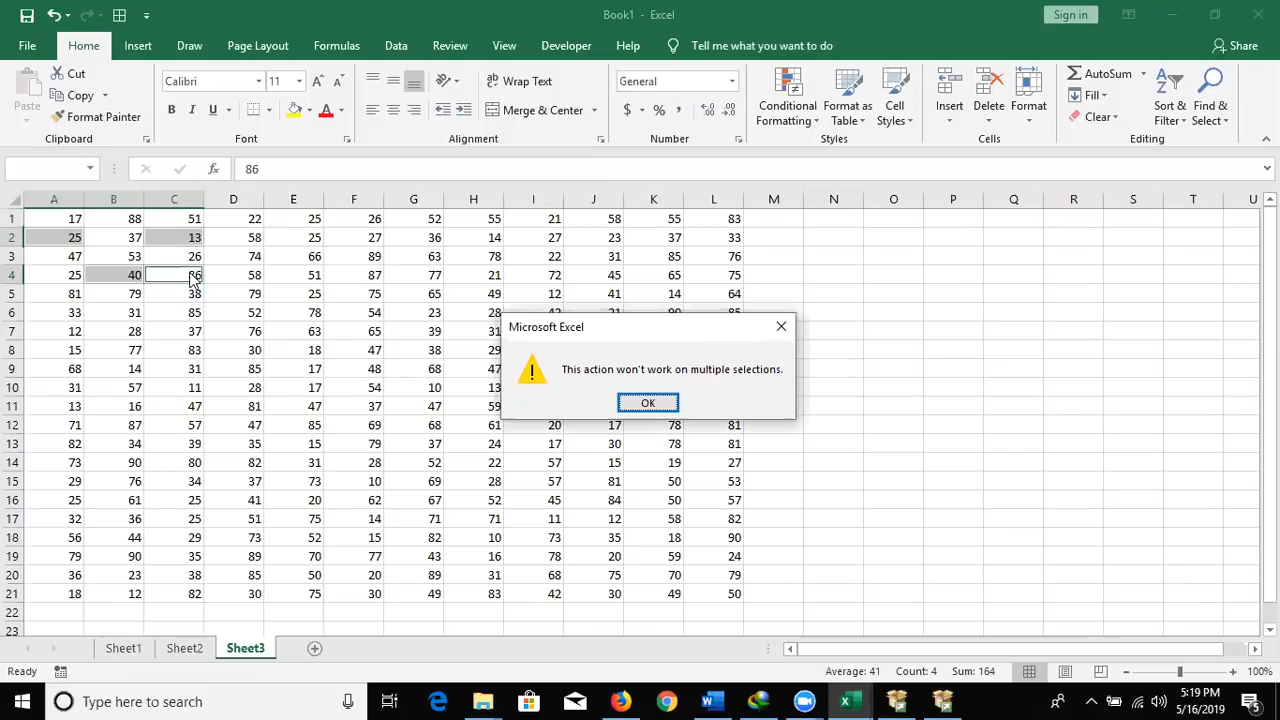 Book1 - Excel
Sign in
File Home Insert Draw Page Layout Formulas Data Review View Developer Help Tell me what you want to do Share
Paste Cut Copy Format Painter Clipboard
Calibri 11 A A B I U A Font
ab Wrap Text Merge & Center Alignment
General $ % , .00 Number
Conditional Formatting Format as Table Cell Styles Styles
Insert Delete Format Cells
AutoSum Fill Clear Sort & Filter Find & Select Editing
fx 86
A B C D E F G H I J K L M N O P Q R S T U
1 17 88 51 22 25 26 52 55 21 58 55 83
2 25 37 13 58 25 27 36 14 27 23 37 33
3 47 53 26 74 66 89 63 78 22 31 85 76
4 25 40 86 58 51 87 77 21 72 45 65 75
5 81 79 38 79 25 75 65 49 12 41 14 64
6 33 31 85 52 78 54 23 28
7 12 28 37 76 63 65 39 31
8 15 77 83 30 18 47 38 29
9 68 14 31 85 17 48 68 47
10 31 57 11 28 17 54 10 13
11 13 16 47 81 47 37 47 59
12 71 87 57 47 85 69 68 61 20 17 78 81
13 82 34 39 35 15 79 37 24 17 30 78 81
14 73 90 80 82 31 28 52 22 57 15 19 27
15 29 76 34 37 73 10 69 28 57 81 50 53
16 25 61 25 41 20 62 67 52 45 84 50 57
17 32 36 25 51 75 14 71 71 11 12 58 82
18 56 44 29 73 52 15 82 10 73 35 18 90
19 79 90 35 89 70 77 43 16 78 20 59 24
20 36 23 38 85 50 20 89 31 68 75 70 79
21 18 12 82 30 75 30 49 83 42 30 49 50
22
23
Microsoft Excel
This action won't work on multiple selections.
OK
Sheet1 Sheet2 Sheet3
Ready Average: 41 Count: 4 Sum: 164 100%
Type here to search
5:19 PM
5/16/2019
5